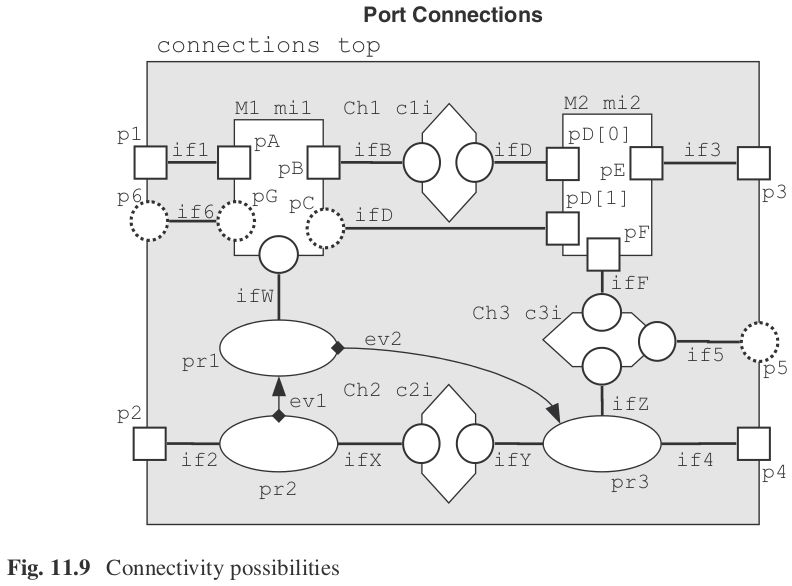 Port Connections
connections top
M1 mi1
Ch1 c1i
M2 mi2
p1
if1
pA
pB
ifB
ifD
pD[0]
pE
if3
p3
p6
if6
pG
pC
ifD
pD[1]
pF
ifW
ifF
Ch3 c3i
pr1
ev2
if5
p5
ev1
Ch2 c2i
ifZ
p2
if2
pr2
ifX
ifY
pr3
if4
p4
Fig. 11.9 Connectivity possibilities